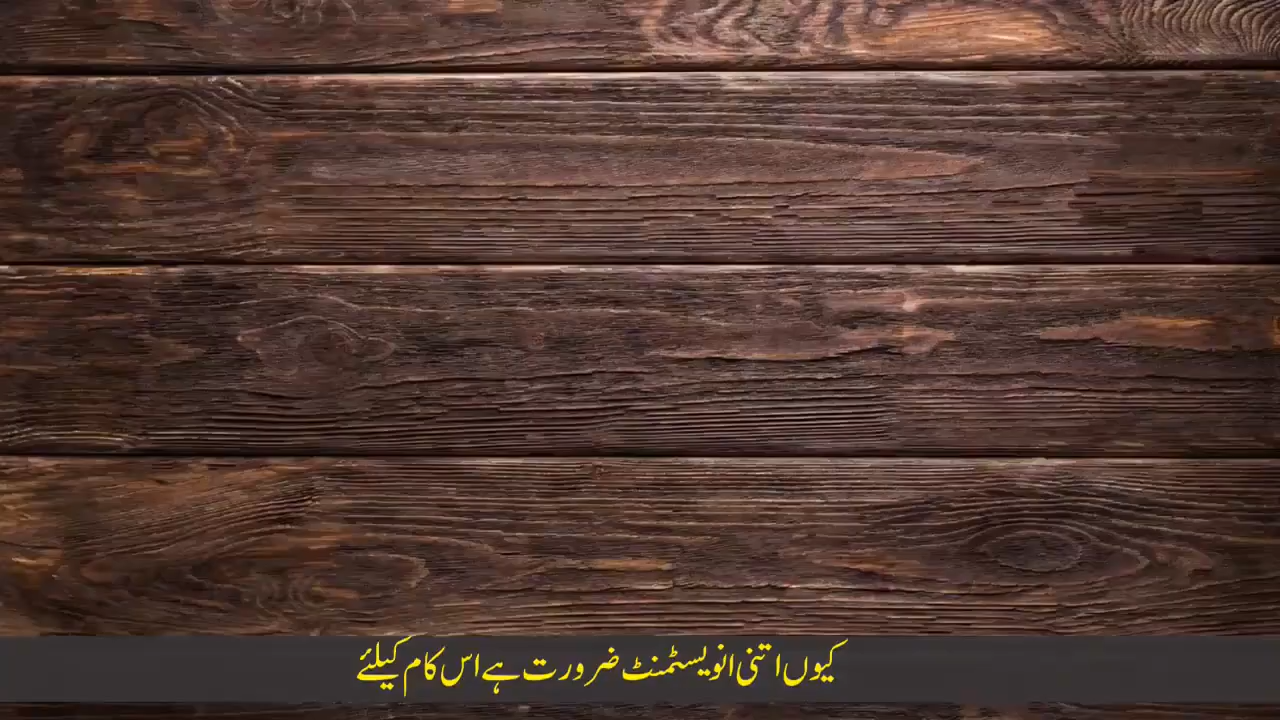 کیوں اتنی انویسٹمنٹ ضرورت ہے اس کام کیلئے